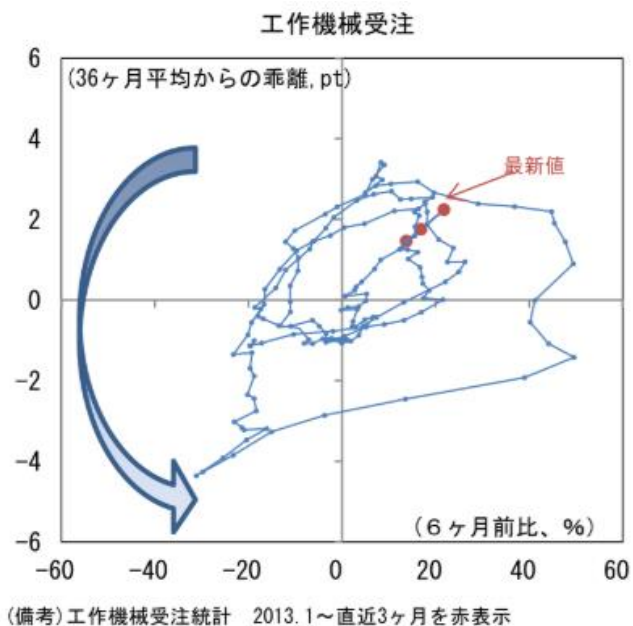 工作機械受注
(36ヶ月平均からの乖離,pt)
最新値
6
4
2
0
-2
-4
-6
(6ヶ月前比、%)
-60 -40 -20 0 20 40 60
(備考)工作機械受注統計 2013.1~直近3ヶ月を赤表示